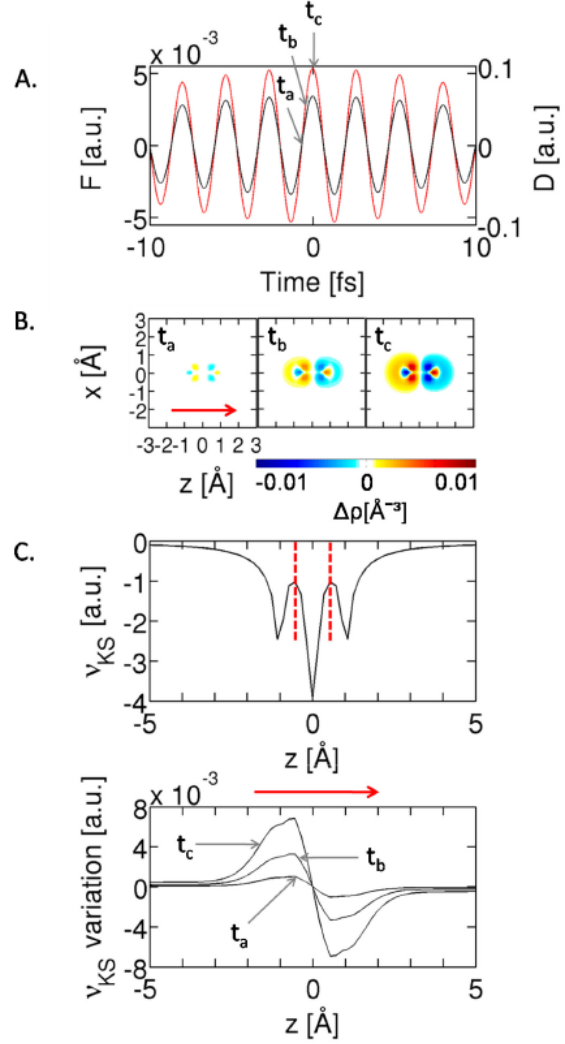 A.
x 10⁻³
t_a
t_b
t_c
5
0
-5
F [a.u.]
0.1
0
-0.1
D [a.u.]
-10
0
10
Time [fs]
B.
t_a
t_b
t_c
3
2
1
0
-1
-2
x [Å]
-3-2-1 0 1 2 3
z [Å]
-0.01
0
0.01
Δρ[Å⁻³]
C.
0
-1
-2
-3
-4
ν_KS [a.u.]
-5
0
5
z [Å]
x 10⁻³
8
4
0
-4
-8
ν_KS variation [a.u.]
t_c
t_b
t_a
-5
0
5
z [Å]